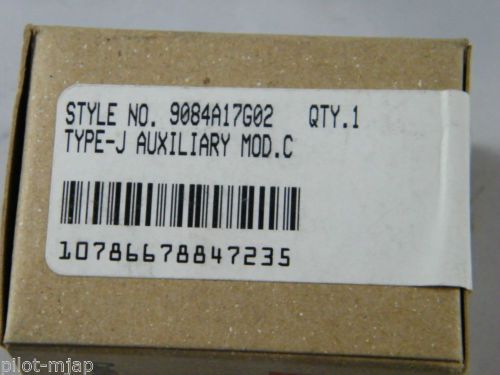 STYLE NO. 9084A17G02 QTY.1
TYPE-J AUXILIARY MOD.C
10786678847235
pilot-mjap